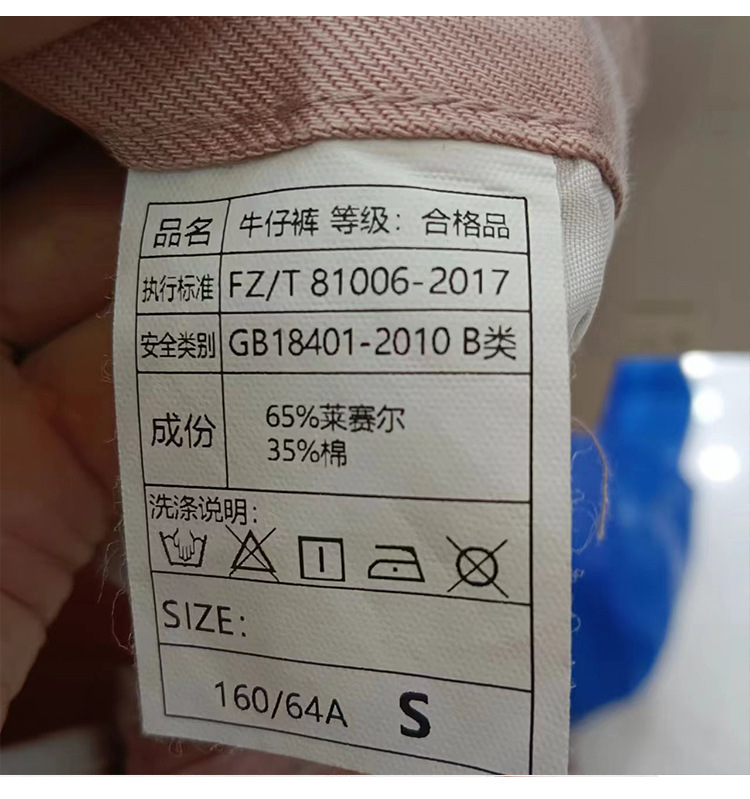 品名 牛仔裤 等级：合格品
执行标准 FZ/T 81006-2017
安全类别 GB18401-2010 B类
成份 65%莱赛尔
35%棉
洗涤说明：
SIZE：
160/64A S